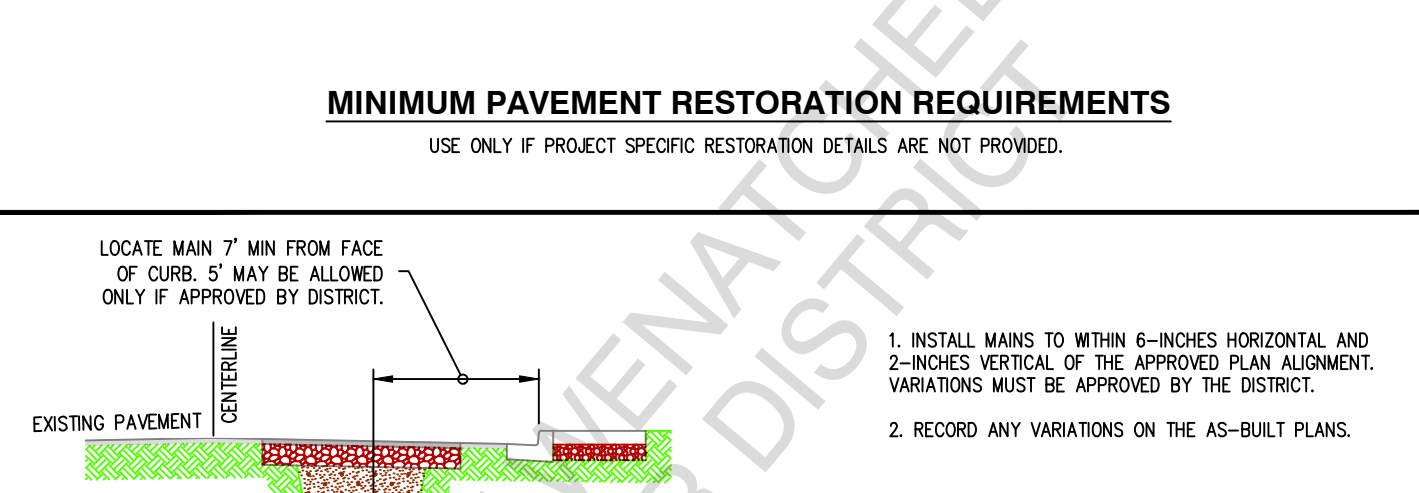 MINIMUM PAVEMENT RESTORATION REQUIREMENTS
USE ONLY IF PROJECT SPECIFIC RESTORATION DETAILS ARE NOT PROVIDED.
LOCATE MAIN 7' MIN FROM FACE
OF CURB. 5' MAY BE ALLOWED
ONLY IF APPROVED BY DISTRICT.
CENTERLINE
EXISTING PAVEMENT
1. INSTALL MAINS TO WITHIN 6-INCHES HORIZONTAL AND
2-INCHES VERTICAL OF THE APPROVED PLAN ALIGNMENT.
VARIATIONS MUST BE APPROVED BY THE DISTRICT.
2. RECORD ANY VARIATIONS ON THE AS-BUILT PLANS.
WENATCHEE
DISTRICT